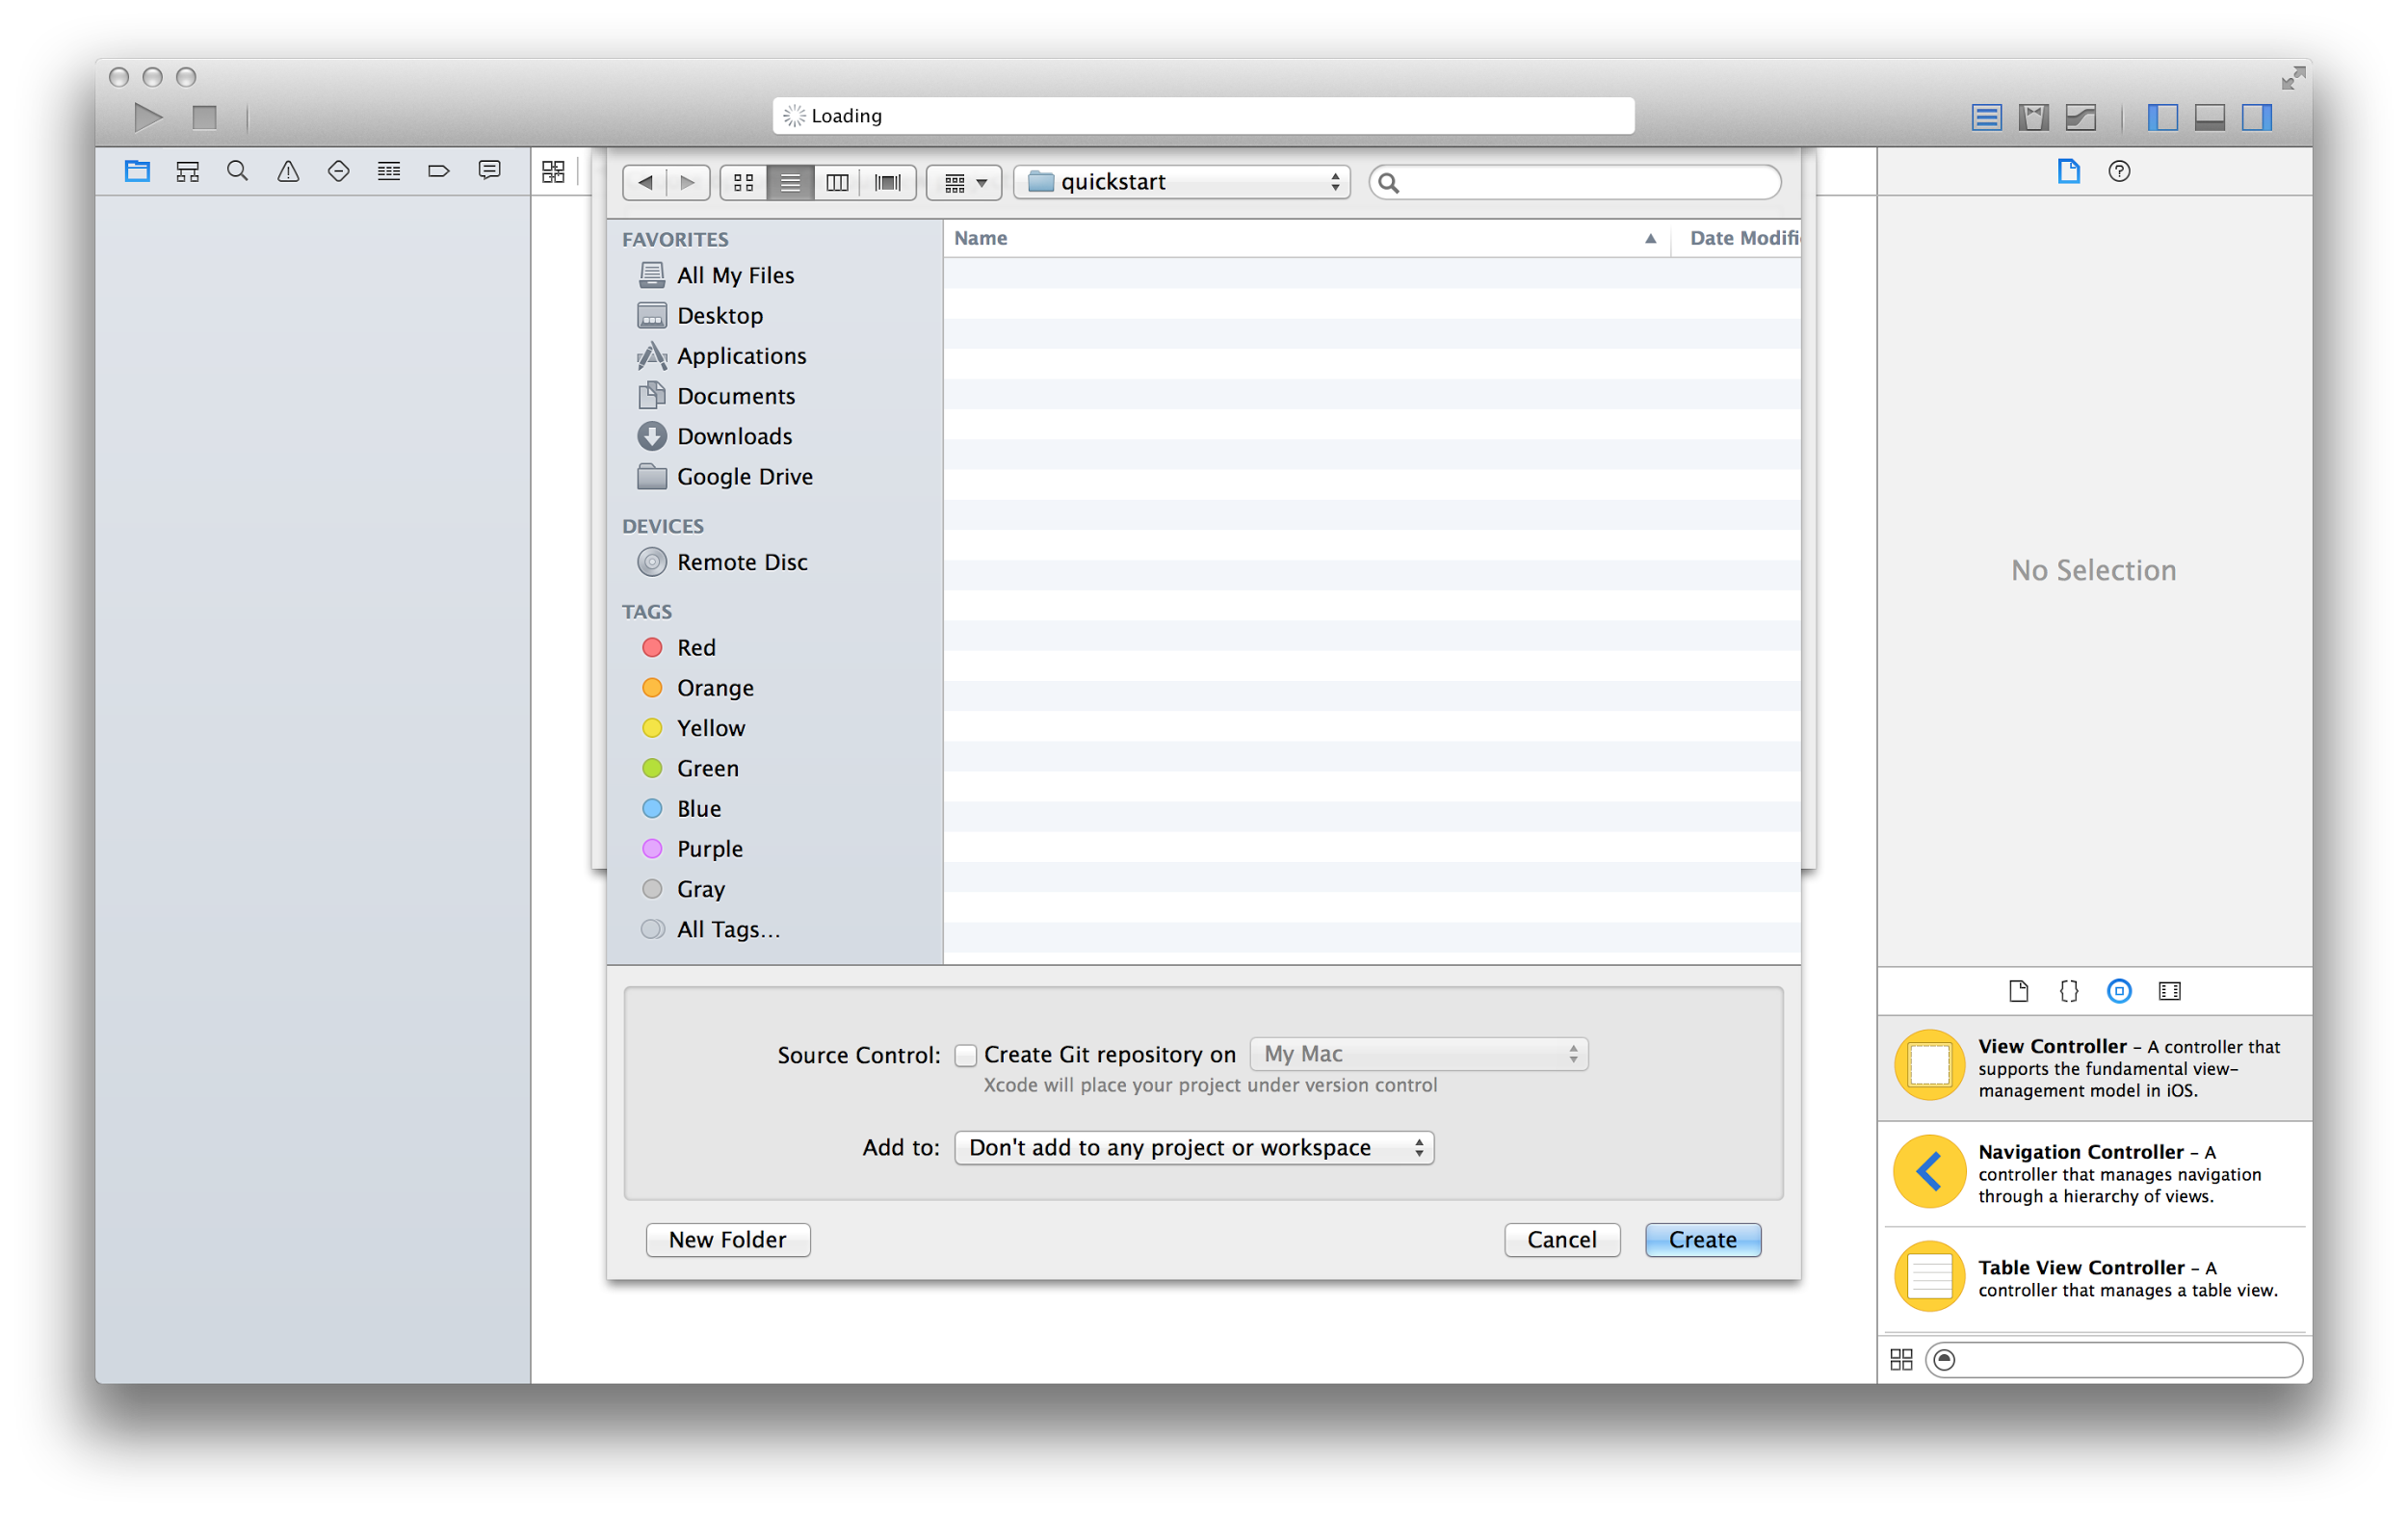 Loading
quickstart
FAVORITES
All My Files
Desktop
Applications
Documents
Downloads
Google Drive
DEVICES
Remote Disc
TAGS
Red
Orange
Yellow
Green
Blue
Purple
Gray
All Tags...
Name
Date Modifi
Source Control: Create Git repository on My Mac
Xcode will place your project under version control
Add to: Don't add to any project or workspace
New Folder
Cancel
Create
No Selection
{}
View Controller – A controller that
supports the fundamental view-
management model in iOS.
Navigation Controller – A
controller that manages navigation
through a hierarchy of views.
Table View Controller – A
controller that manages a table view.